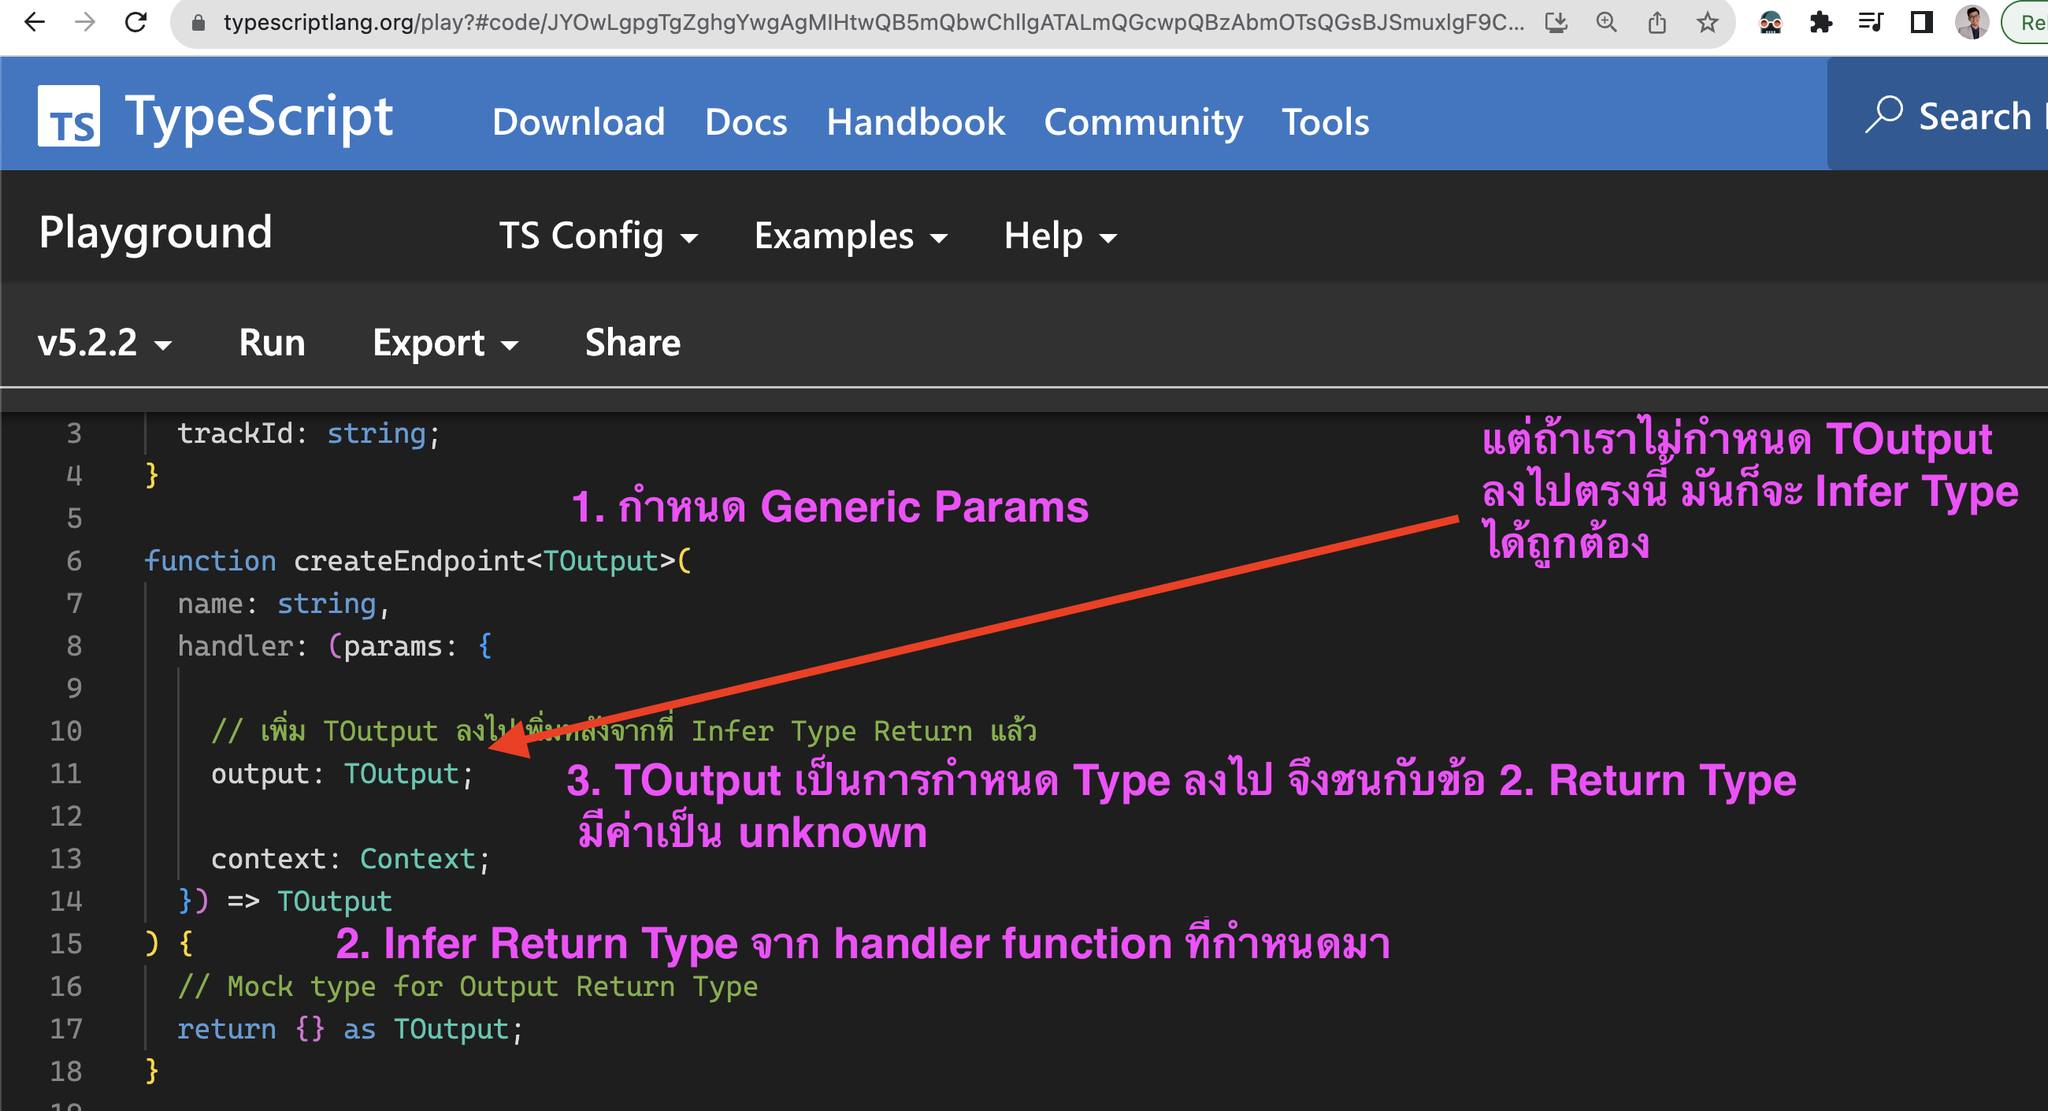 typescriptlang.org/play?#code/JYOwLgpgTgZghgYwgAgMIHtwQB5mQbwChlIgATALmQGcwpQBzAbmOTsQGsBJSmuxIgF9C...
TS TypeScript Download Docs Handbook Community Tools Search
Playground TS Config Examples Help
v5.2.2 Run Export Share
3 trackId: string;
4 }
5
แต่ถ้าเราไม่กำหนด TOutput
ลงไปตรงนี้ มันก็จะ Infer Type
ได้ถูกต้อง
1. กำหนด Generic Params
6 function createEndpoint<TOutput>(
7 name: string,
8 handler: (params: {
9
10 // เพิ่ม TOutput ลงไปเพิ่มหลังจากที่ Infer Type Return แล้ว
11 output: TOutput;
3. TOutput เป็นการกำหนด Type ลงไป จึงชนกับข้อ 2. Return Type
มีค่าเป็น unknown
12
13 context: Context;
14 }) => TOutput
15 ) {
2. Infer Return Type จาก handler function ที่กำหนดมา
16 // Mock type for Output Return Type
17 return {} as TOutput;
18 }